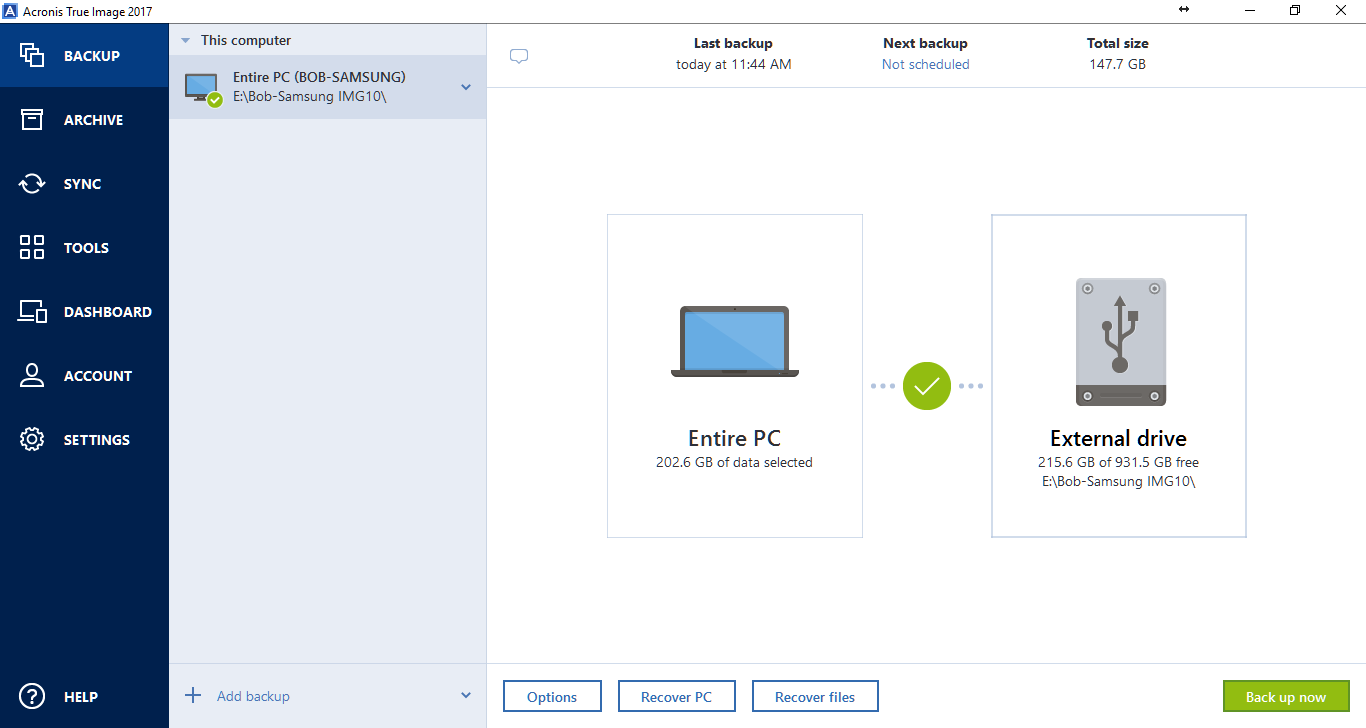 Acronis True Image 2017
BACKUP
ARCHIVE
SYNC
TOOLS
DASHBOARD
ACCOUNT
SETTINGS
HELP
This computer
Entire PC (BOB-SAMSUNG)
E:\Bob-Samsung IMG10\
Add backup
Last backup
today at 11:44 AM
Next backup
Not scheduled
Total size
147.7 GB
Entire PC
202.6 GB of data selected
External drive
215.6 GB of 931.5 GB free
E:\Bob-Samsung IMG10\
Options
Recover PC
Recover files
Back up now